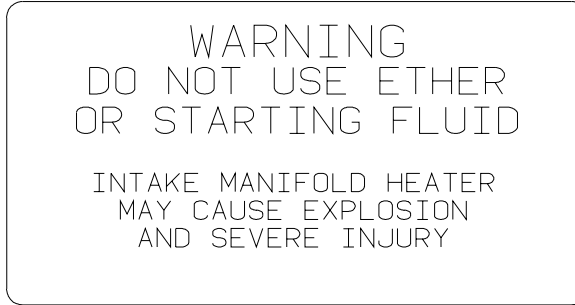 WARNING
DO NOT USE ETHER
OR STARTING FLUID
INTAKE MANIFOLD HEATER
MAY CAUSE EXPLOSION
AND SEVERE INJURY